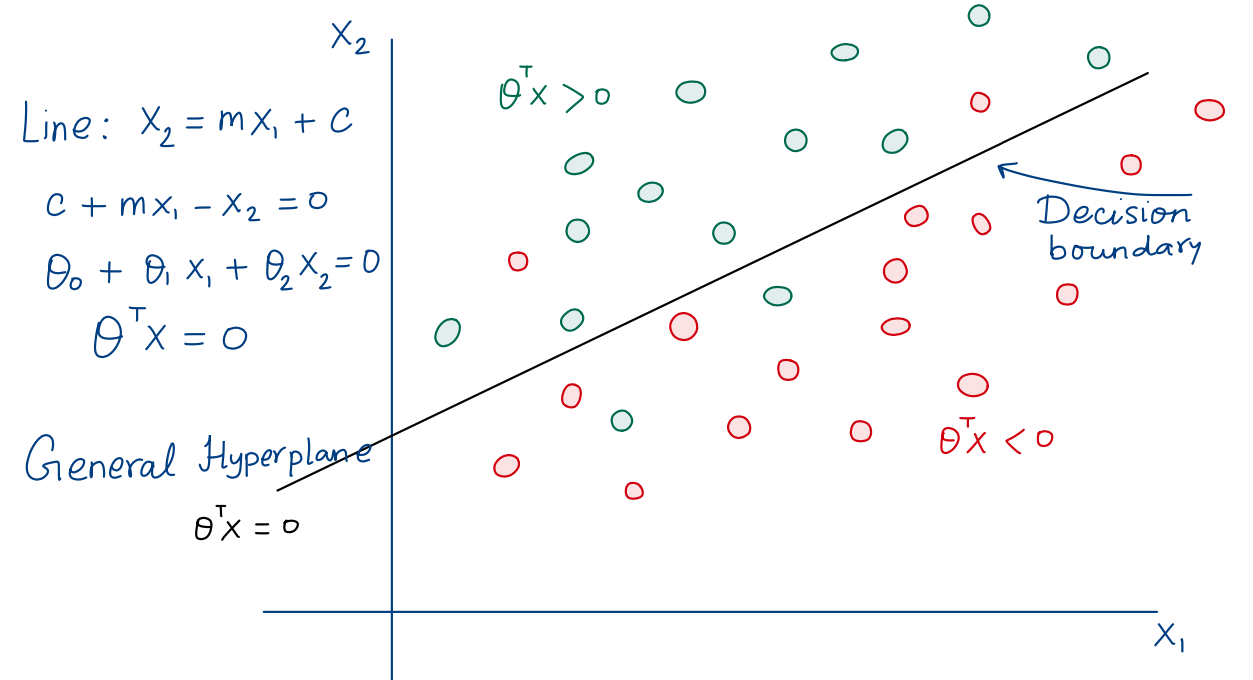 X₂
θᵀx > 0
Line: X₂ = mx₁ + c
c + mx₁ - x₂ = 0
θ₀ + θ₁ x₁ + θ₂ x₂ = 0
θᵀx = 0
Decision
boundary
General Hyperplane
θᵀx = 0
θᵀx < 0
X₁